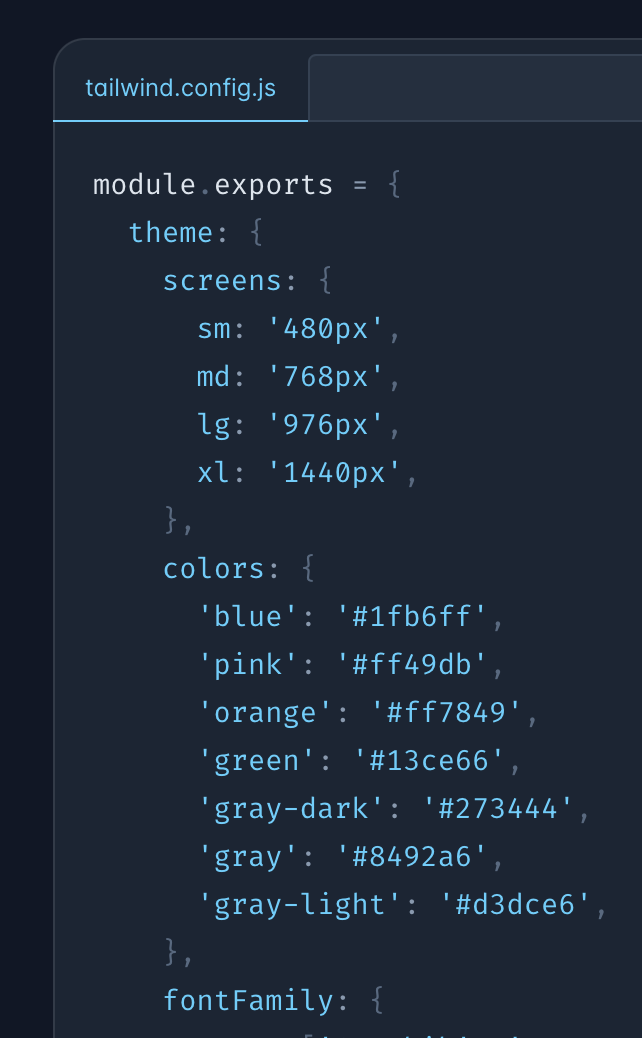 tailwind.config.js
module.exports = {
  theme: {
    screens: {
      sm: '480px',
      md: '768px',
      lg: '976px',
      xl: '1440px',
    },
    colors: {
      'blue': '#1fb6ff',
      'pink': '#ff49db',
      'orange': '#ff7849',
      'green': '#13ce66',
      'gray-dark': '#273444',
      'gray': '#8492a6',
      'gray-light': '#d3dce6',
    },
    fontFamily: {